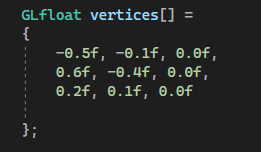 GLfloat vertices[] =
{
-0.5f, -0.1f, 0.0f,
0.6f, -0.4f, 0.0f,
0.2f, 0.1f, 0.0f
};